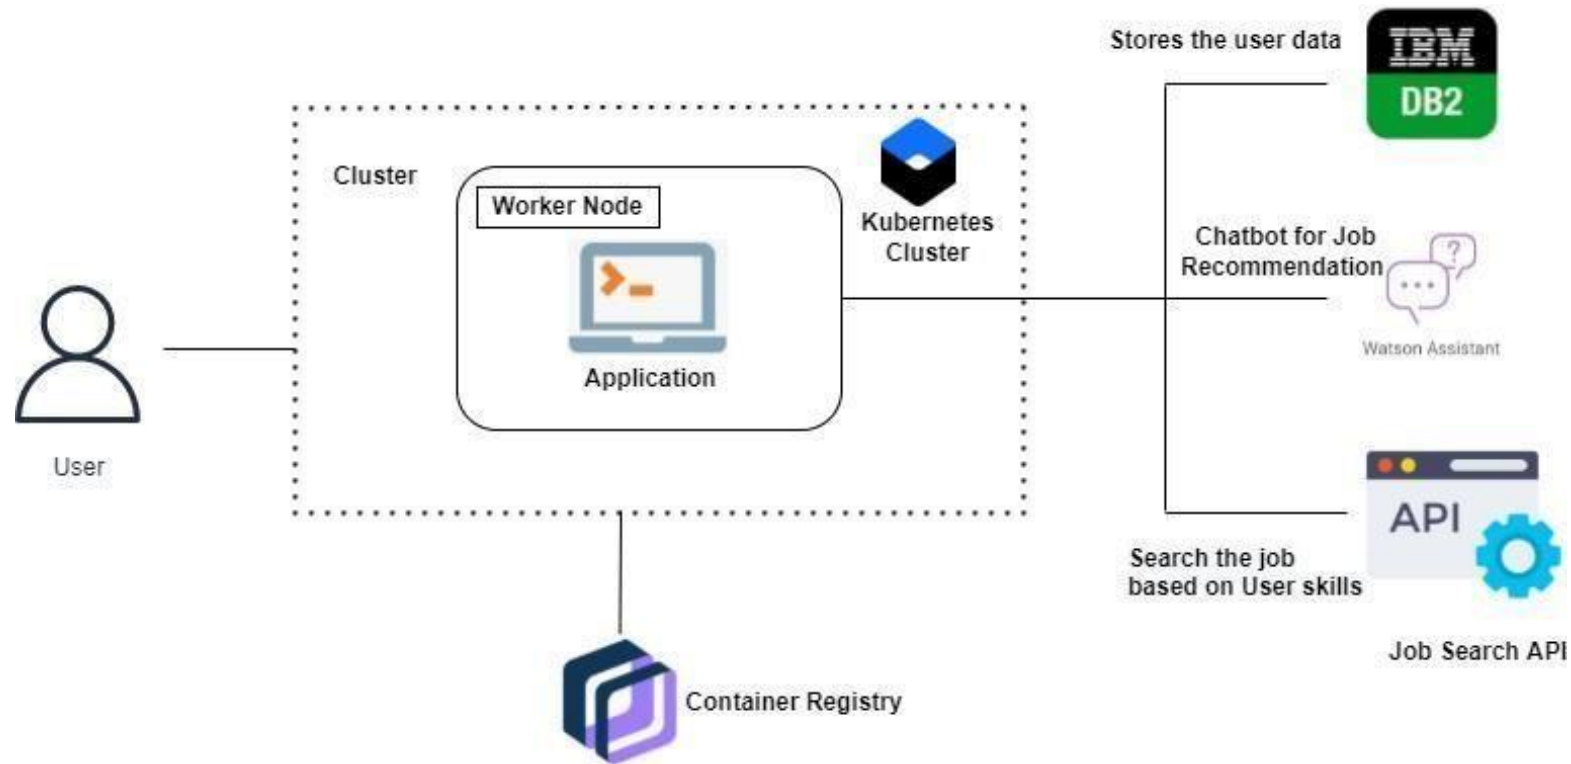 Stores the user data
IBM
DB2
Cluster
Worker Node
Kubernetes
Cluster
Chatbot for Job
Recommendation
?
Watson Assistant
Application
User
API
Search the job
based on User skills
Job Search API
Container Registry